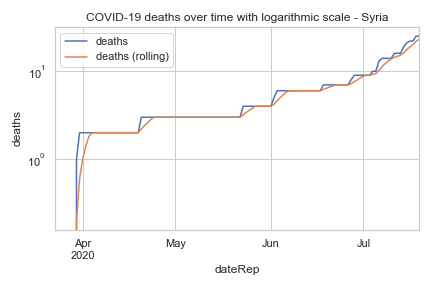 COVID-19 deaths over time with logarithmic scale - Syria
deaths
deaths (rolling)
10¹
10⁰
deaths
Apr
2020
May
Jun
Jul
dateRep